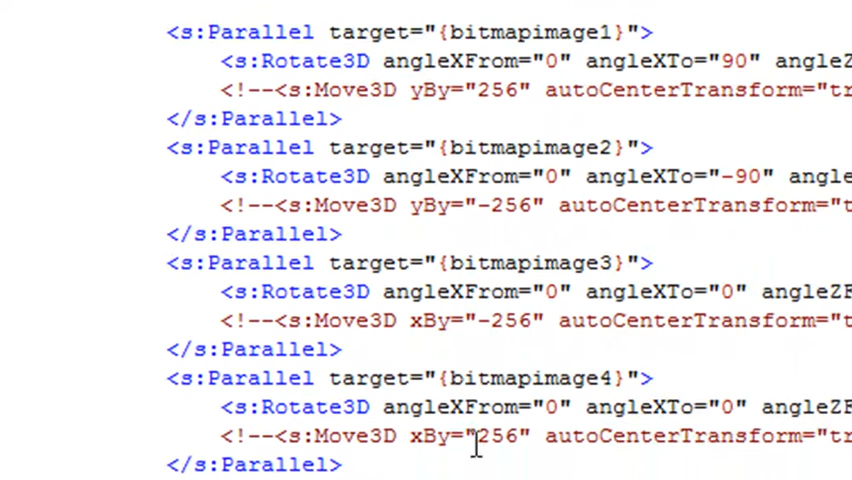 <s:Parallel target="{bitmapimage1}">
<s:Rotate3D angleXFrom="0" angleXTo="90" angleZ
<!--<s:Move3D yBy="256" autoCenterTransform="tr
</s:Parallel>
<s:Parallel target="{bitmapimage2}">
<s:Rotate3D angleXFrom="0" angleXTo="-90" angle
<!--<s:Move3D yBy="-256" autoCenterTransform="t
</s:Parallel>
<s:Parallel target="{bitmapimage3}">
<s:Rotate3D angleXFrom="0" angleXTo="0" angleZF
<!--<s:Move3D xBy="-256" autoCenterTransform="t
</s:Parallel>
<s:Parallel target="{bitmapimage4}">
<s:Rotate3D angleXFrom="0" angleXTo="0" angleZF
<!--<s:Move3D xBy="256" autoCenterTransform="tr
</s:Parallel>